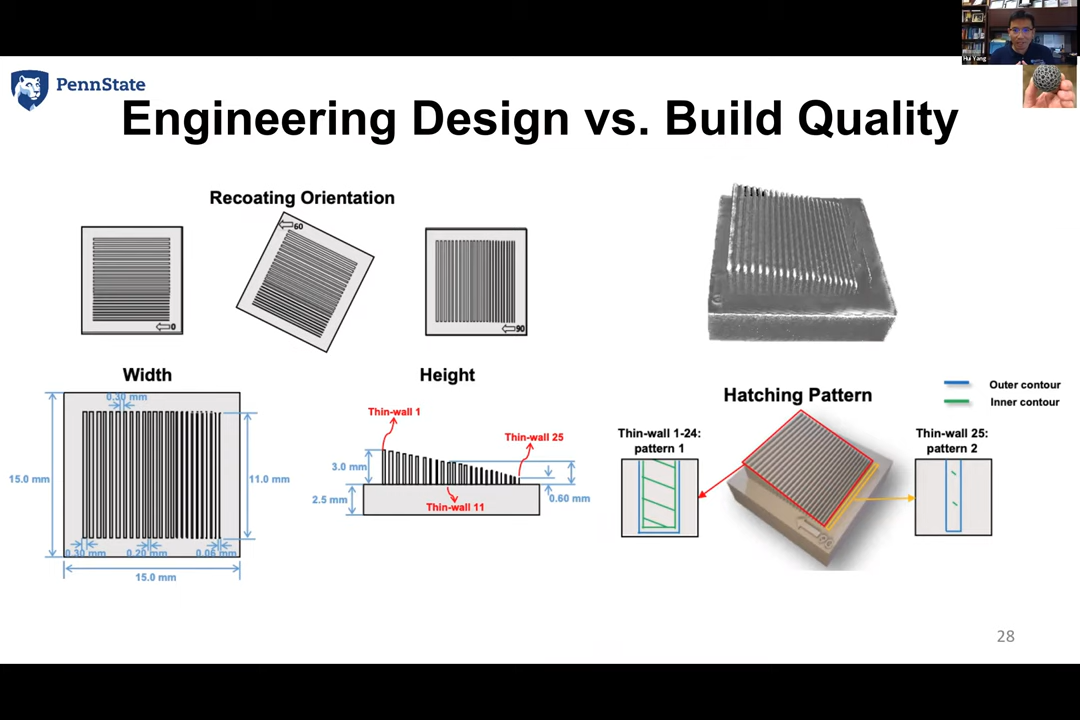 Hui Yang
PennState
Engineering Design vs. Build Quality
Recoating Orientation
0
60
90
Width
0.30 mm
15.0 mm
11.0 mm
0.30 mm
0.20 mm
0.06 mm
15.0 mm
Height
Thin-wall 1
Thin-wall 25
3.0 mm
2.5 mm
0.60 mm
Thin-wall 11
Hatching Pattern
Outer contour
Inner contour
Thin-wall 1-24:
pattern 1
Thin-wall 25:
pattern 2
28